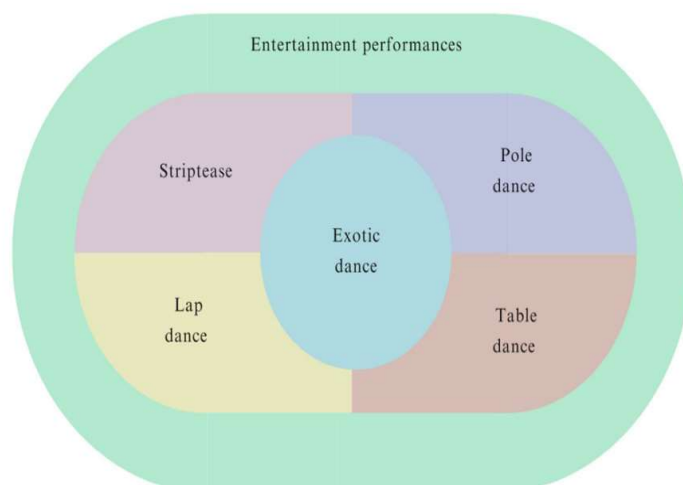 Entertainment performances
Striptease
Pole
dance
Exotic
dance
Lap
dance
Table
dance